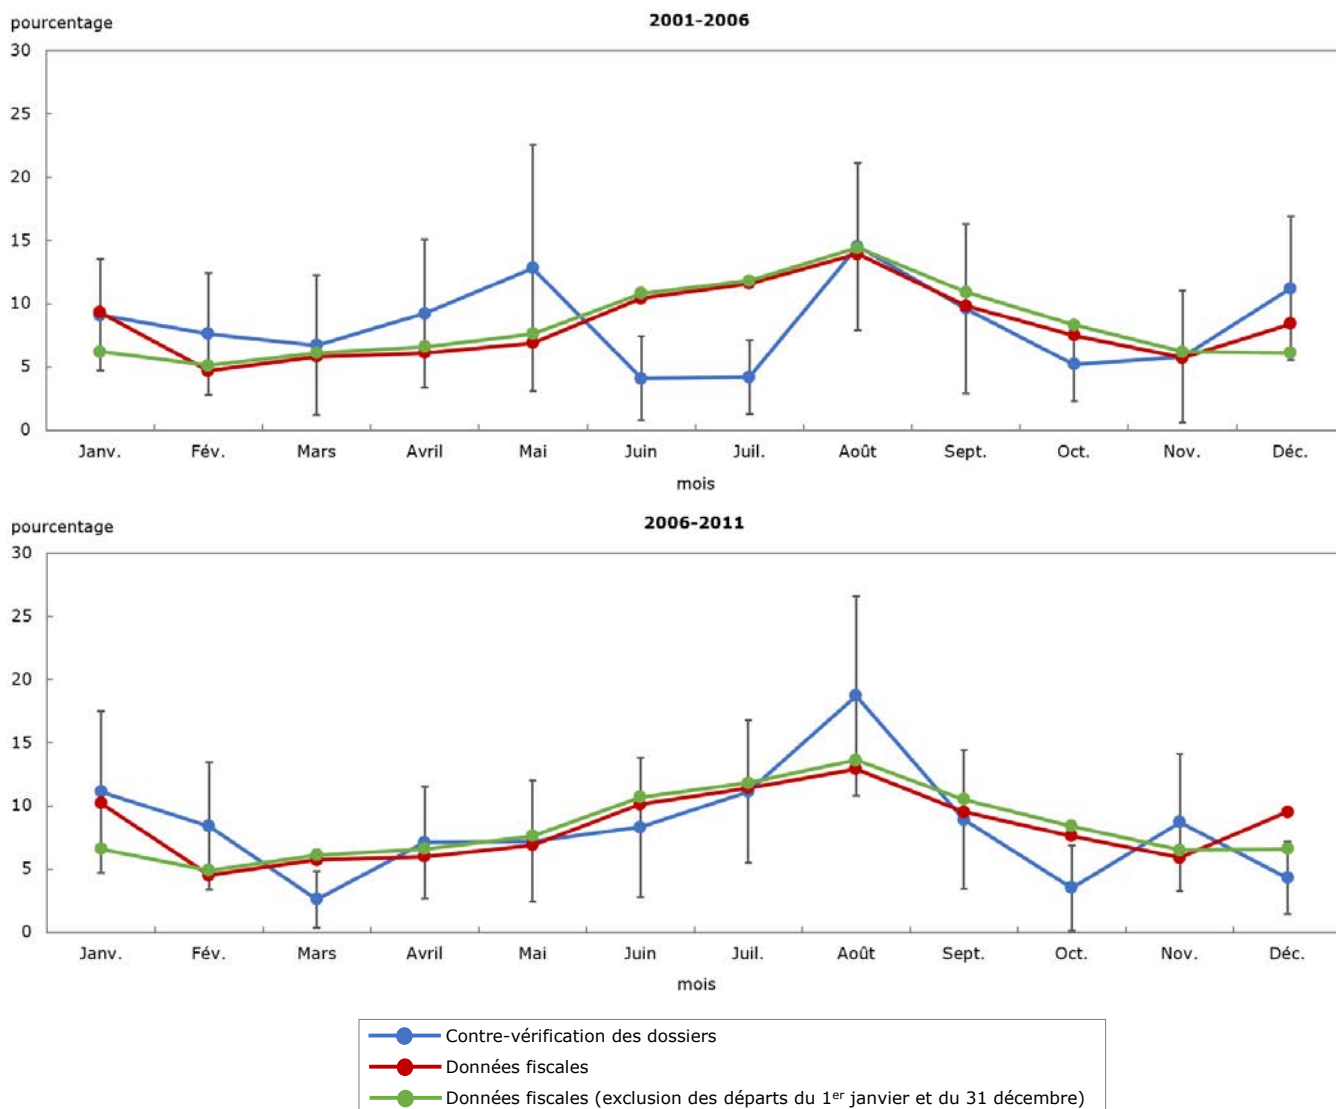 pourcentage
2001-2006
30
25
20
15
10
5
0
Janv. Fév. Mars Avril Mai Juin Juil. Août Sept. Oct. Nov. Déc.
mois
pourcentage
2006-2011
30
25
20
15
10
5
0
Janv. Fév. Mars Avril Mai Juin Juil. Août Sept. Oct. Nov. Déc.
mois
Contre-vérification des dossiers
Données fiscales
Données fiscales (exclusion des départs du 1er janvier et du 31 décembre)